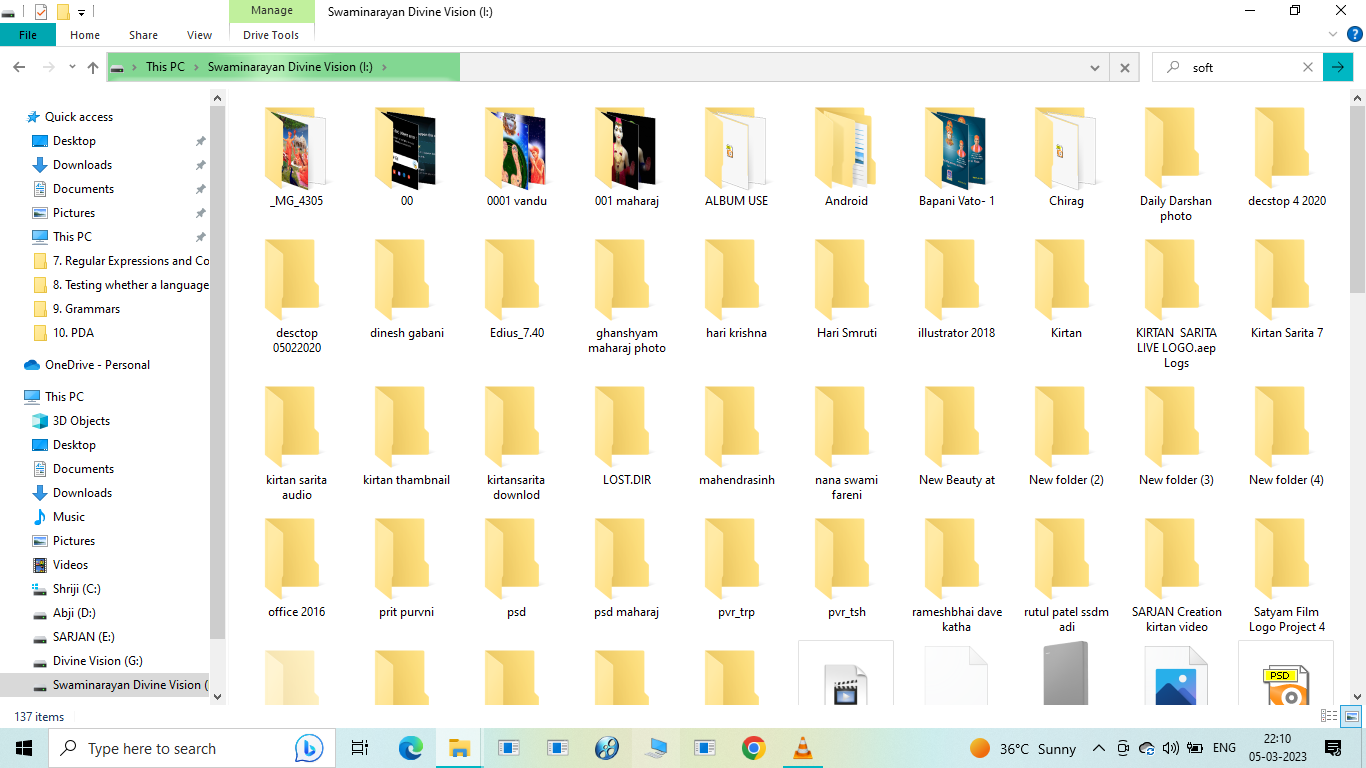 Manage
Swaminarayan Divine Vision (I:)
File
Home
Share
View
Drive Tools
This PC
Swaminarayan Divine Vision (I:)
soft
Quick access
Desktop
Downloads
Documents
Pictures
This PC
7. Regular Expressions and Co
8. Testing whether a language
9. Grammars
10. PDA
OneDrive - Personal
This PC
3D Objects
Desktop
Documents
Downloads
Music
Pictures
Videos
Shriji (C:)
Abji (D:)
SARJAN (E:)
Divine Vision (G:)
Swaminarayan Divine Vision (
_MG_4305
00
0001 vandu
001 maharaj
ALBUM USE
Android
Bapani Vato- 1
Chirag
Daily Darshan
photo
decstop 4 2020
desctop
05022020
dinesh gabani
Edius_7.40
ghanshyam
maharaj photo
hari krishna
Hari Smruti
illustrator 2018
Kirtan
KIRTAN SARITA
LIVE LOGO.aep
Logs
Kirtan Sarita 7
kirtan sarita
audio
kirtan thambnail
kirtansarita
downlod
LOST.DIR
mahendrasinh
nana swami
fareni
New Beauty at
New folder (2)
New folder (3)
New folder (4)
office 2016
prit purvni
psd
psd maharaj
pvr_trp
pvr_tsh
rameshbhai dave
katha
rutul patel ssdm
adi
SARJAN Creation
kirtan video
Satyam Film
Logo Project 4
PSD
137 items
Type here to search
36°C Sunny
ENG
22:10
05-03-2023